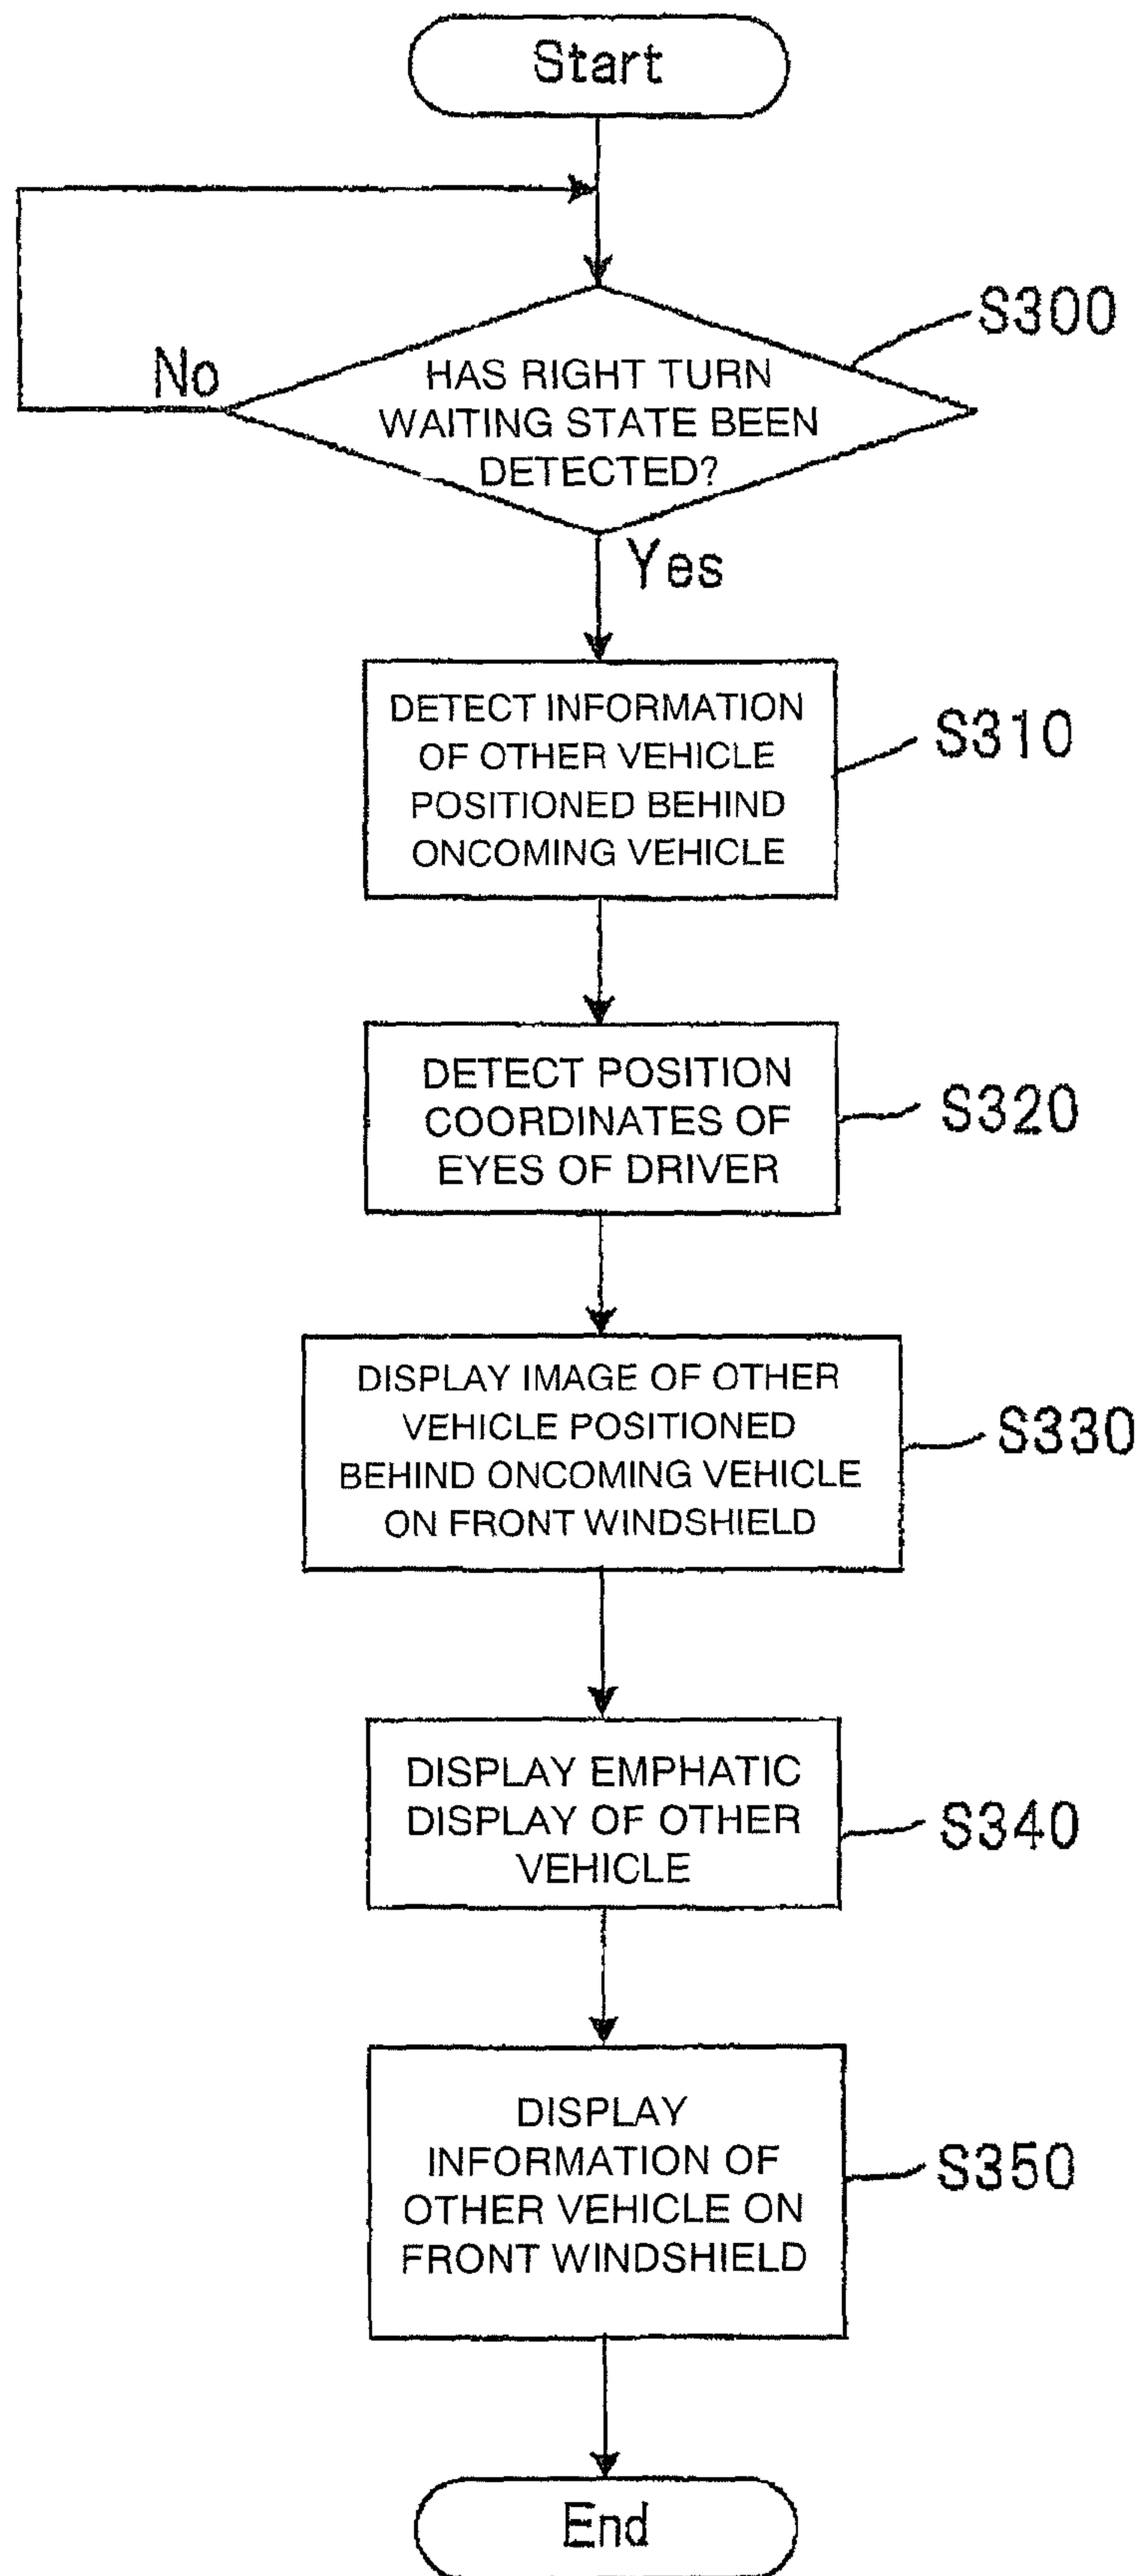 Start
S300
No
HAS RIGHT TURN
WAITING STATE BEEN
DETECTED?
Yes
DETECT INFORMATION
OF OTHER VEHICLE
POSITIONED BEHIND
ONCOMING VEHICLE
S310
DETECT POSITION
COORDINATES OF
EYES OF DRIVER
S320
DISPLAY IMAGE OF OTHER
VEHICLE POSITIONED
BEHIND ONCOMING VEHICLE
ON FRONT WINDSHIELD
S330
DISPLAY EMPHATIC
DISPLAY OF OTHER
VEHICLE
S340
DISPLAY
INFORMATION OF
OTHER VEHICLE ON
FRONT WINDSHIELD
S350
End